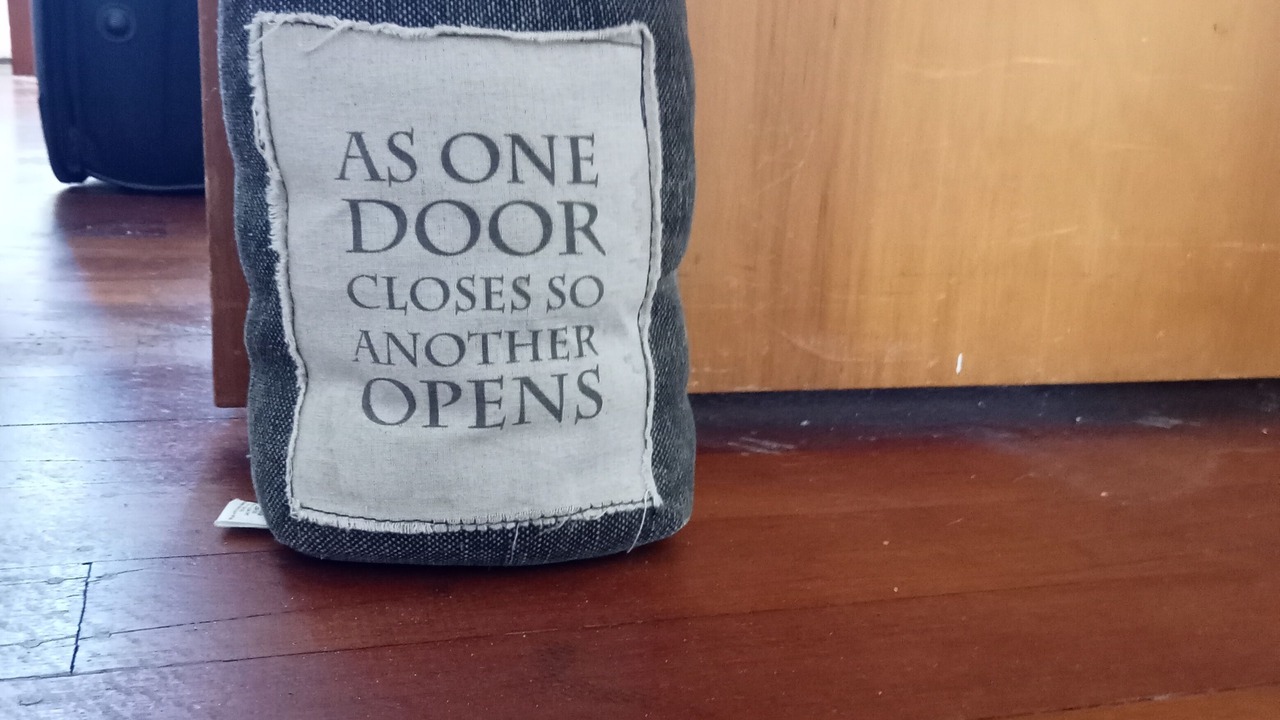 AS ONE
DOOR
CLOSES SO
ANOTHER
OPENS